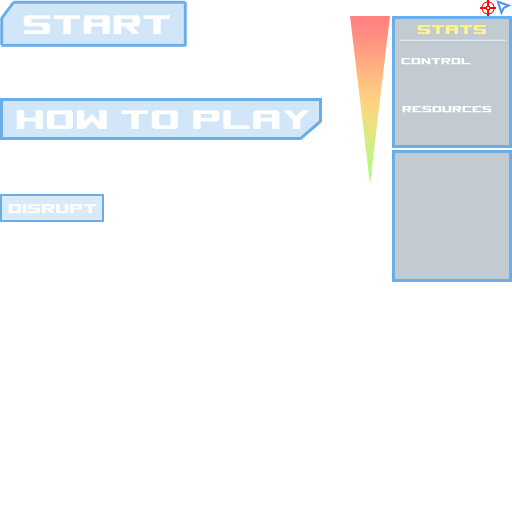 START
STATS
CONTROL
RESOURCES
HOW TO PLAY
DISRUPT